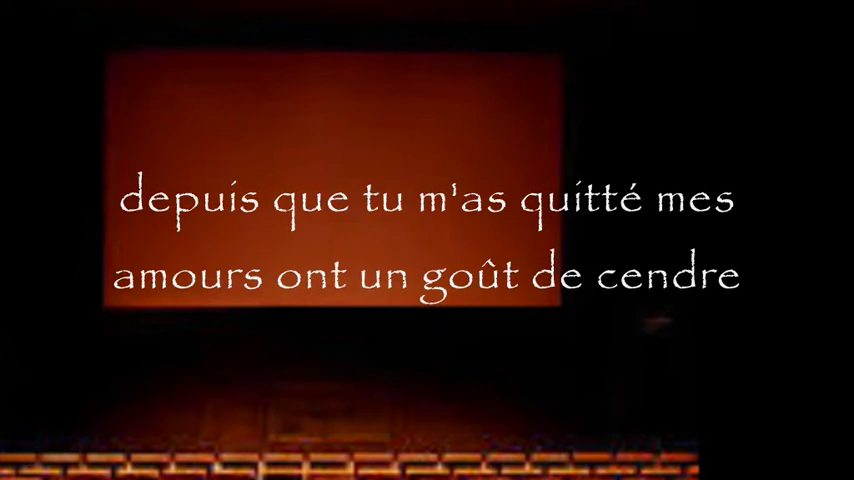 depuis que tu m'as quitté mes
amours ont un goût de cendre